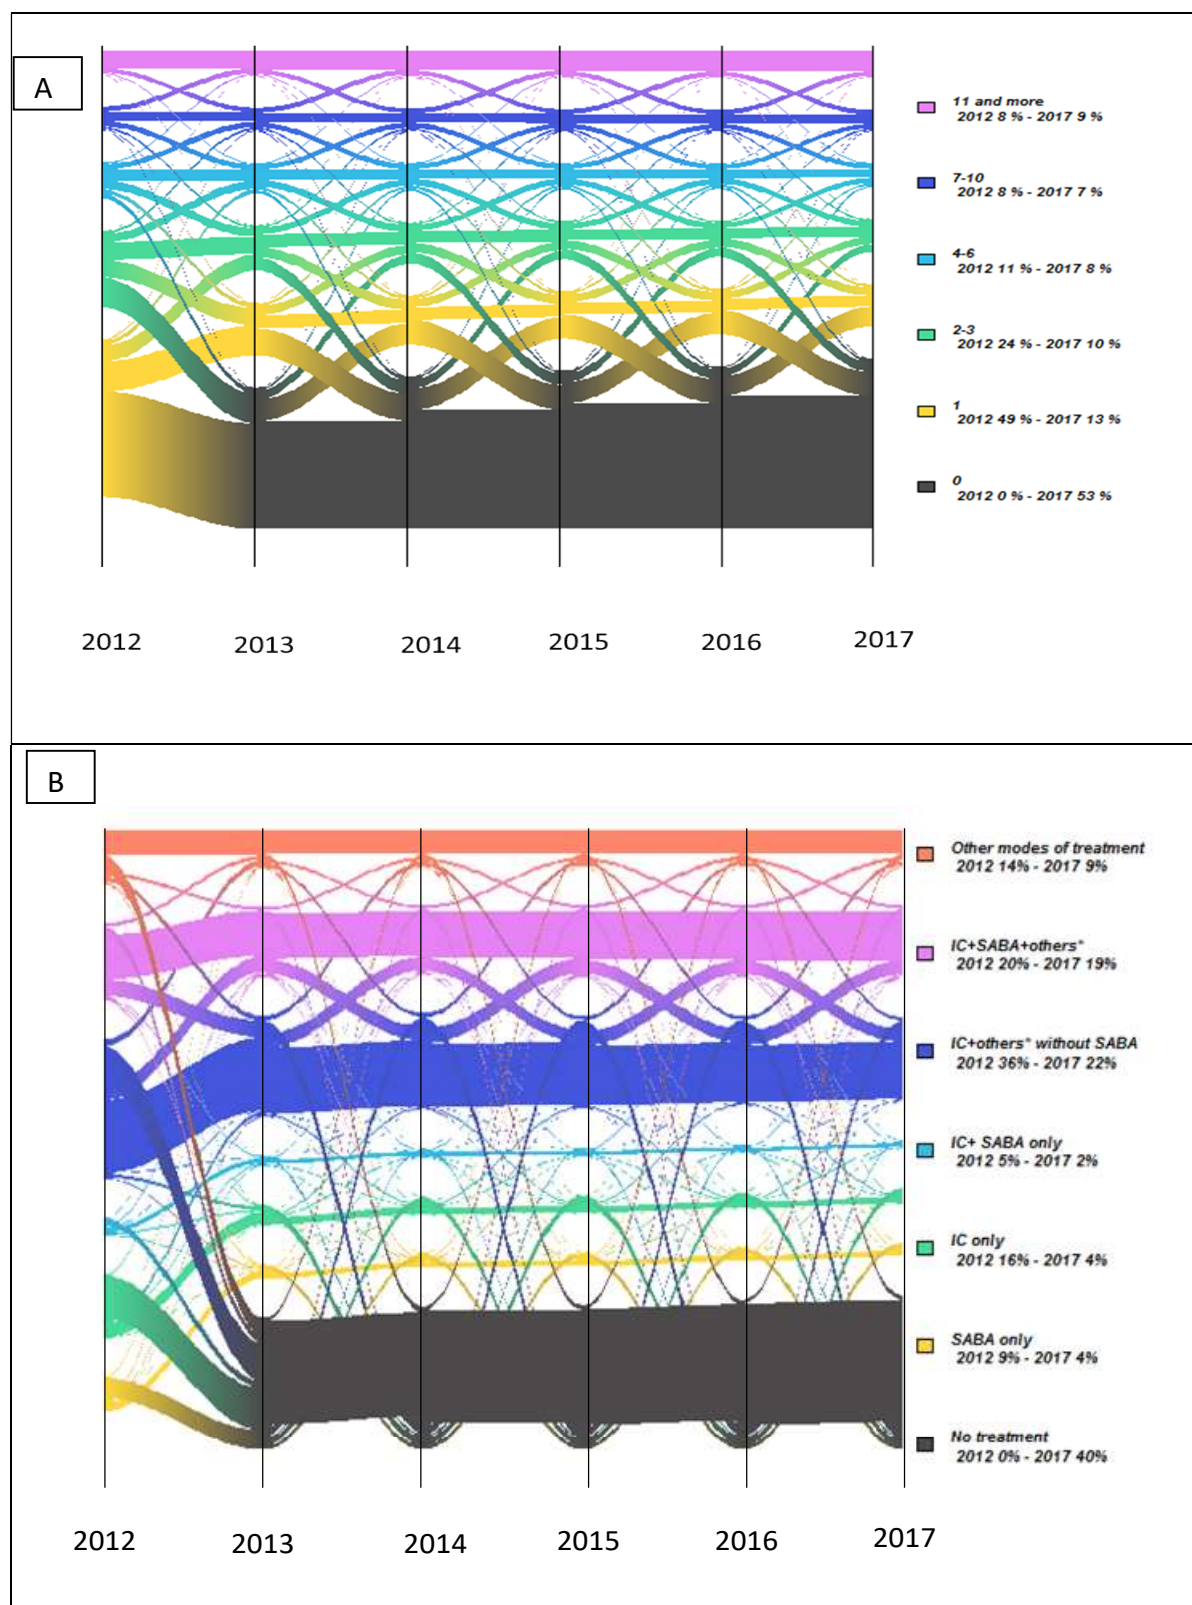 A
11 and more
2012 8 % - 2017 9 %
7-10
2012 8 % - 2017 7 %
4-6
2012 11 % - 2017 8 %
2-3
2012 24 % - 2017 10 %
1
2012 49 % - 2017 13 %
0
2012 0 % - 2017 53 %
2012 2013 2014 2015 2016 2017
B
Other modes of treatment
2012 14% - 2017 9%
IC+SABA+others*
2012 20% - 2017 19%
IC+others* without SABA
2012 36% - 2017 22%
IC+ SABA only
2012 5% - 2017 2%
IC only
2012 16% - 2017 4%
SABA only
2012 9% - 2017 4%
No treatment
2012 0% - 2017 40%
2012 2013 2014 2015 2016 2017